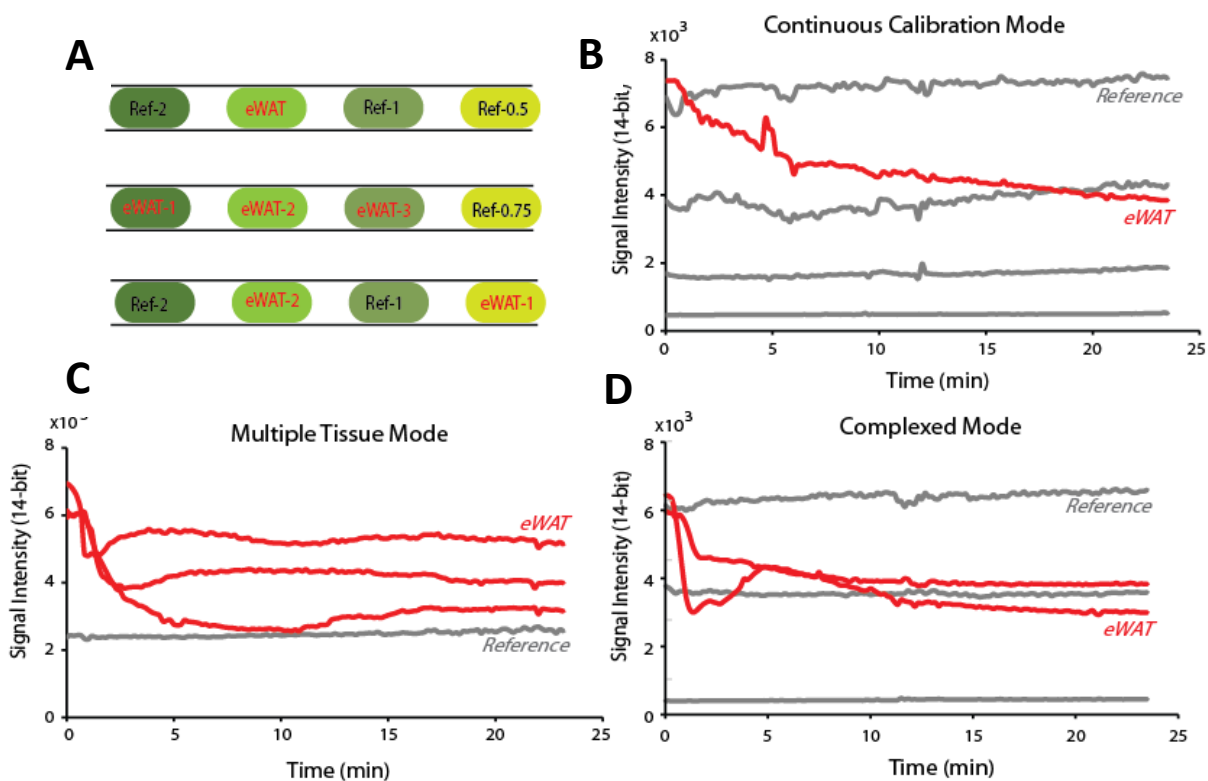 A
Ref-2 eWAT Ref-1 Ref-0.5
eWAT-1 eWAT-2 eWAT-3 Ref-0.75
Ref-2 eWAT-2 Ref-1 eWAT-1
B
x10³
Continuous Calibration Mode
Signal Intensity (14-bit,
8
6
4
2
0
Reference
eWAT
0 5 10 15 20 25
Time (min)
C
Multiple Tissue Mode
Signal Intensity (14-bit)
8
6
4
2
0
eWAT
Reference
0 5 10 15 20 25
Time (min)
D
x10³
Complexed Mode
Signal Intensity (14-bit)
8
6
4
2
0
Reference
eWAT
0 5 10 15 20 25
Time (min)